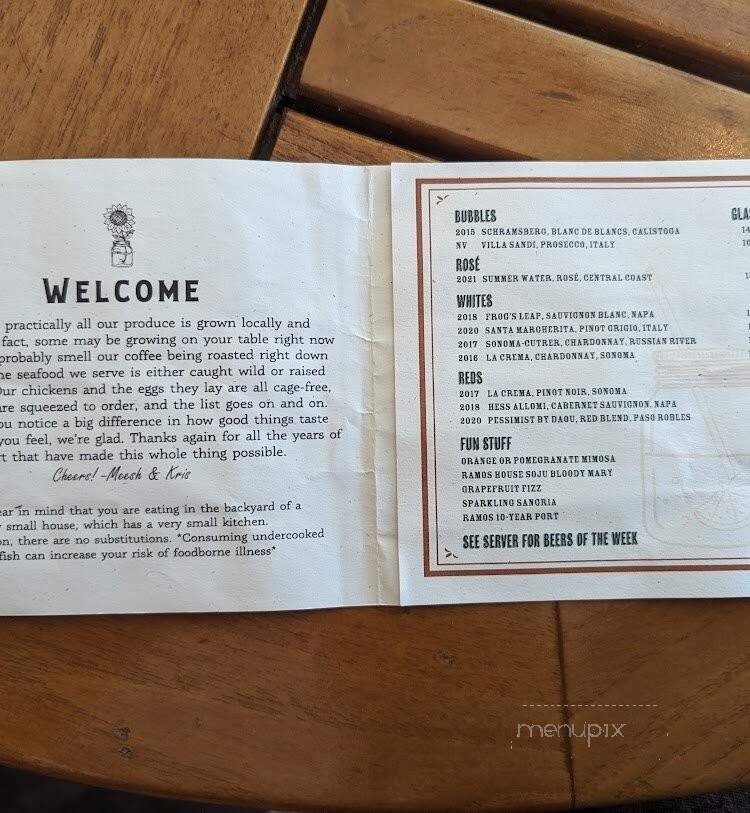 WELCOME
practically all our produce is grown locally and
fact, some may be growing on your table right now
probably smell our coffee being roasted right down
seafood we serve is either caught wild or raised
Our chickens and the eggs they lay are all cage-free,
are squeezed to order, and the list goes on and on.
you notice a big difference in how good things taste
you feel, we're glad. Thanks again for all the years of
that have made this whole thing possible.
Cheers! -Meesh & Kris
in mind that you are eating in the backyard of a
small house, which has a very small kitchen.
there are no substitutions. *Consuming undercooked
fish can increase your risk of foodborne illness*
BUBBLES
2015 SCHRAMSBERG, BLANC DE BLANCS, CALISTOGA
NV VILLA SANDI, PROSECCO, ITALY
ROSÉ
2021 SUMMER WATER, ROSÉ, CENTRAL COAST
WHITES
2018 FROG'S LEAP, SAUVIGNON BLANC, NAPA
2020 SANTA MARGHERITA, PINOT GRIGIO, ITALY
2017 SONOMA-CUTRER, CHARDONNAY, RUSSIAN RIVER
2016 LA CREMA, CHARDONNAY, SONOMA
REDS
2017 LA CREMA, PINOT NOIR, SONOMA
2018 HESS ALLOMI, CABERNET SAUVIGNON, NAPA
2020 PESSIMIST BY DAOU, RED BLEND, PASO ROBLES
FUN STUFF
ORANGE OR POMEGRANATE MIMOSA
RAMOS HOUSE SOJU BLOODY MARY
GRAPEFRUIT FIZZ
SPARKLING SANGRIA
RAMOS 10-YEAR PORT
SEE SERVER FOR BEERS OF THE WEEK
menupix